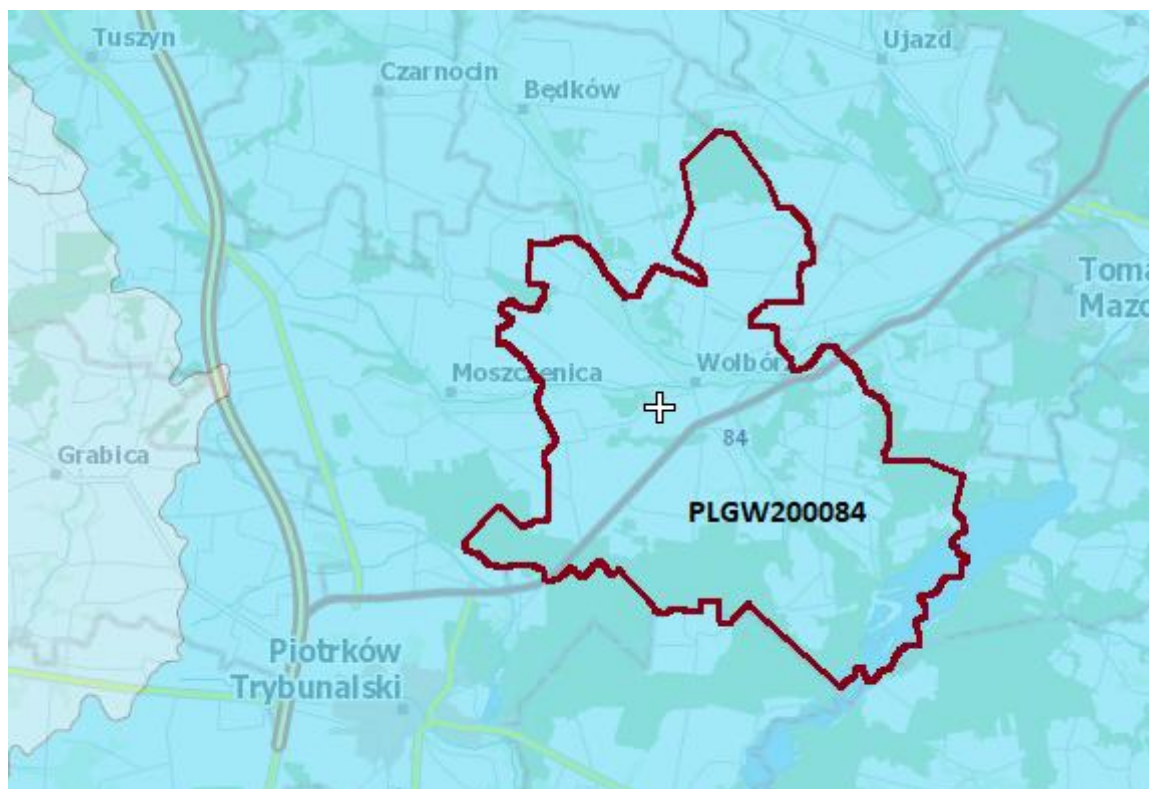 Tuszyn
Ujazd
Czarnocin
Będków
Toma
Mazo
Wolbórz
Moszczenica
84
Grabica
PLGW200084
Piotrków
Trybunalski